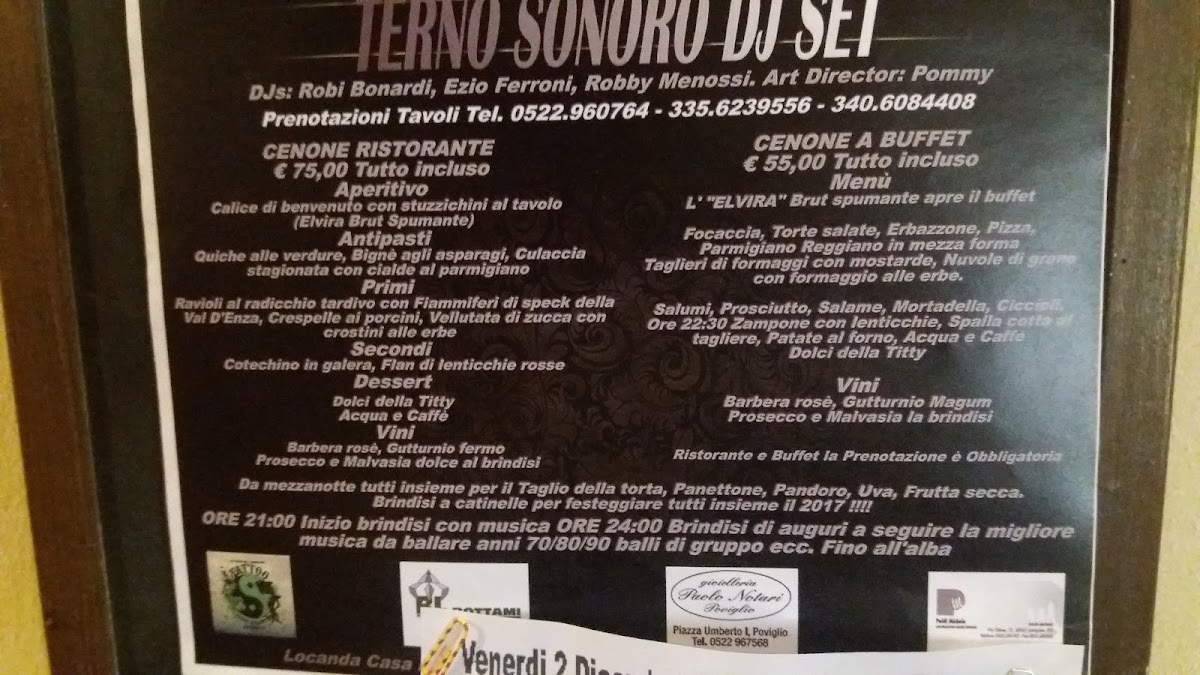 TERNO SONORO DJ SET
DJs: Robi Bonardi, Ezio Ferroni, Robby Menossi. Art Director: Pommy
Prenotazioni Tavoli Tel. 0522.960764 - 335.6239556 - 340.6084408
CENONE RISTORANTE
€ 75,00 Tutto incluso
Aperitivo
Calice di benvenuto con stuzzichini al tavolo
(Elvira Brut Spumante)
Antipasti
Quiche alle verdure, Bignè agli asparagi, Culaccia
stagionata con cialde al parmigiano
Primi
Ravioli al radicchio tardivo con Fiammiferi di speck della
Val D'Enza, Crespelle ai porcini, Vellutata di zucca con
crostini alle erbe
Secondi
Cotechino in galera, Flan di lenticchie rosse
Dessert
Dolci della Titty
Acqua e Caffè
Vini
Barbera rosè, Gutturnio fermo
Prosecco e Malvasia dolce al brindisi
CENONE A BUFFET
€ 55,00 Tutto incluso
Menù
L' "ELVIRA" Brut spumante apre il buffet
Focaccia, Torte salate, Erbazzone, Pizza,
Parmigiano Reggiano in mezza forma
Taglieri di formaggi con mostarde, Nuvole di grano
con formaggio alle erbe.
Salumi, Prosciutto, Salame, Mortadella, Ciccioli.
Ore 22:30 Zampone con lenticchie, Spalla cotta al
tagliere, Patate al forno, Acqua e Caffe
Dolci della Titty
Vini
Barbera rosè, Gutturnio Magum
Prosecco e Malvasia la brindisi
Ristorante e Buffet la Prenotazione è Obbligatoria
Da mezzanotte tutti insieme per il Taglio della torta, Panettone, Pandoro, Uva, Frutta secca.
Brindisi a catinelle per festeggiare tutti insieme il 2017 !!!!
ORE 21:00 Inizio brindisi con musica ORE 24:00 Brindisi di auguri a seguire la migliore
musica da ballare anni 70/80/90 balli di gruppo ecc. Fino all'alba
TATTOO
BOTTAMI
gioielleria
Paolo Notari
Poviglio
Piazza Umberto I, Poviglio
Tel. 0522 967568
Locanda Casa
Venerdi 2